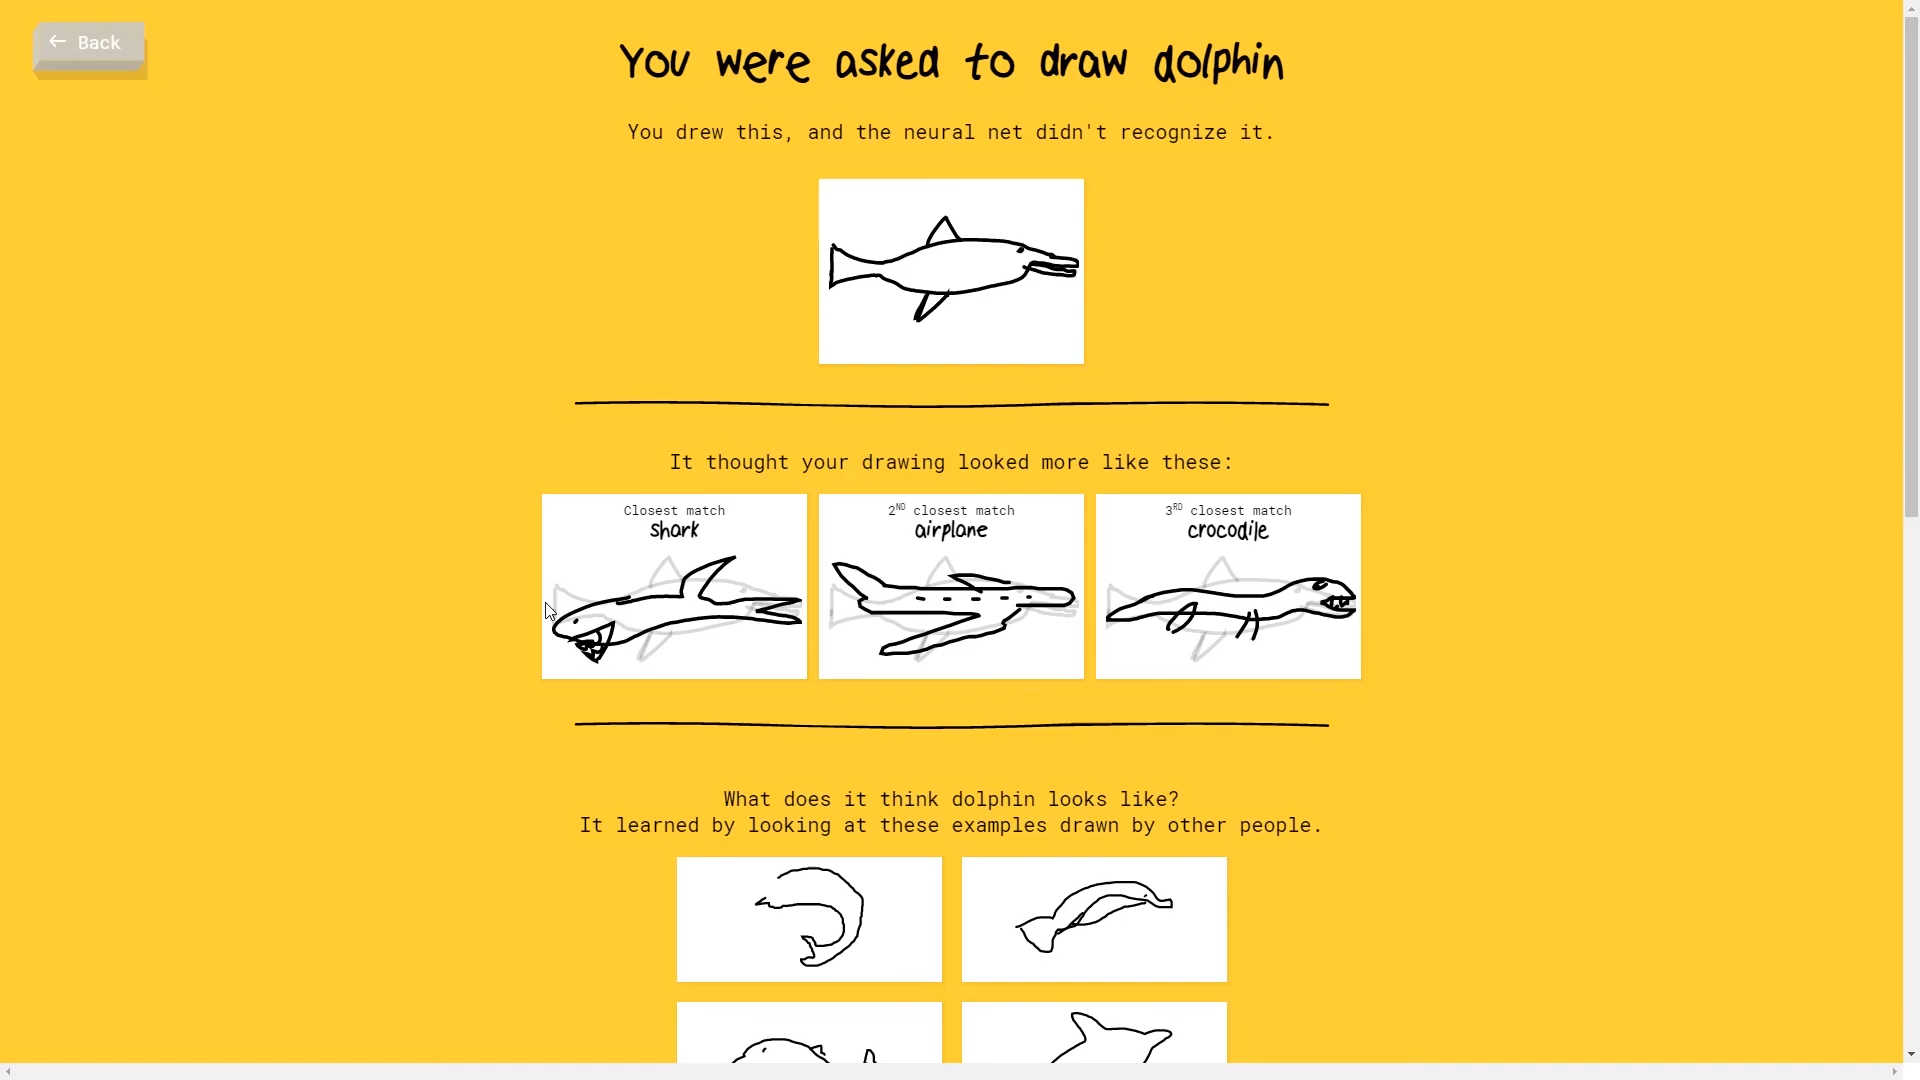 Back
You were asked to draw dolphin
You drew this, and the neural net didn't recognize it.
It thought your drawing looked more like these:
Closest match
shark
2ND closest match
airplane
3RD closest match
crocodile
What does it think dolphin looks like?
It learned by looking at these examples drawn by other people.